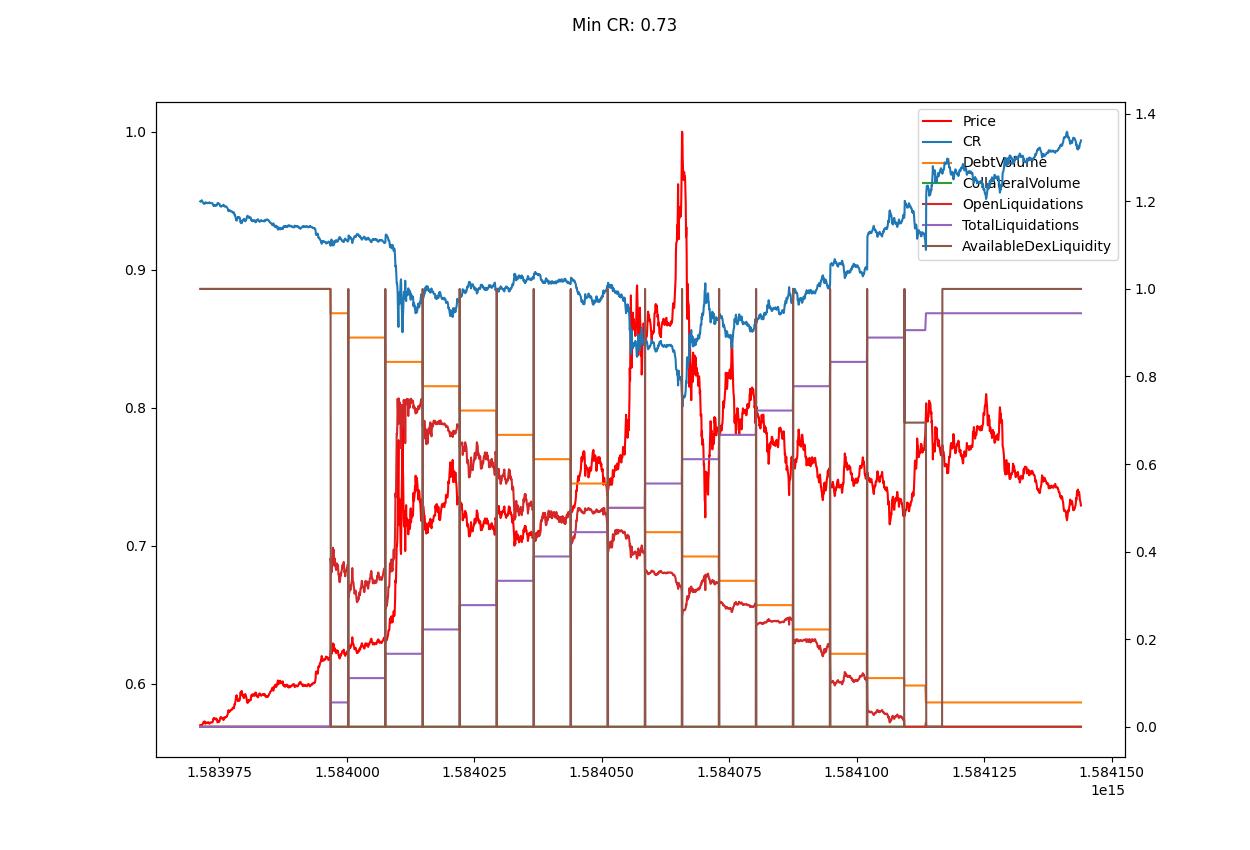 Min CR: 0.73
1.0
0.9
0.8
0.7
0.6
1.4
1.2
1.0
0.8
0.6
0.4
0.2
0.0
Price
CR
DebtVolume
CollateralVolume
OpenLiquidations
TotalLiquidations
AvailableDexLiquidity
1.583975 1.584000 1.584025 1.584050 1.584075 1.584100 1.584125 1.584150
1e15